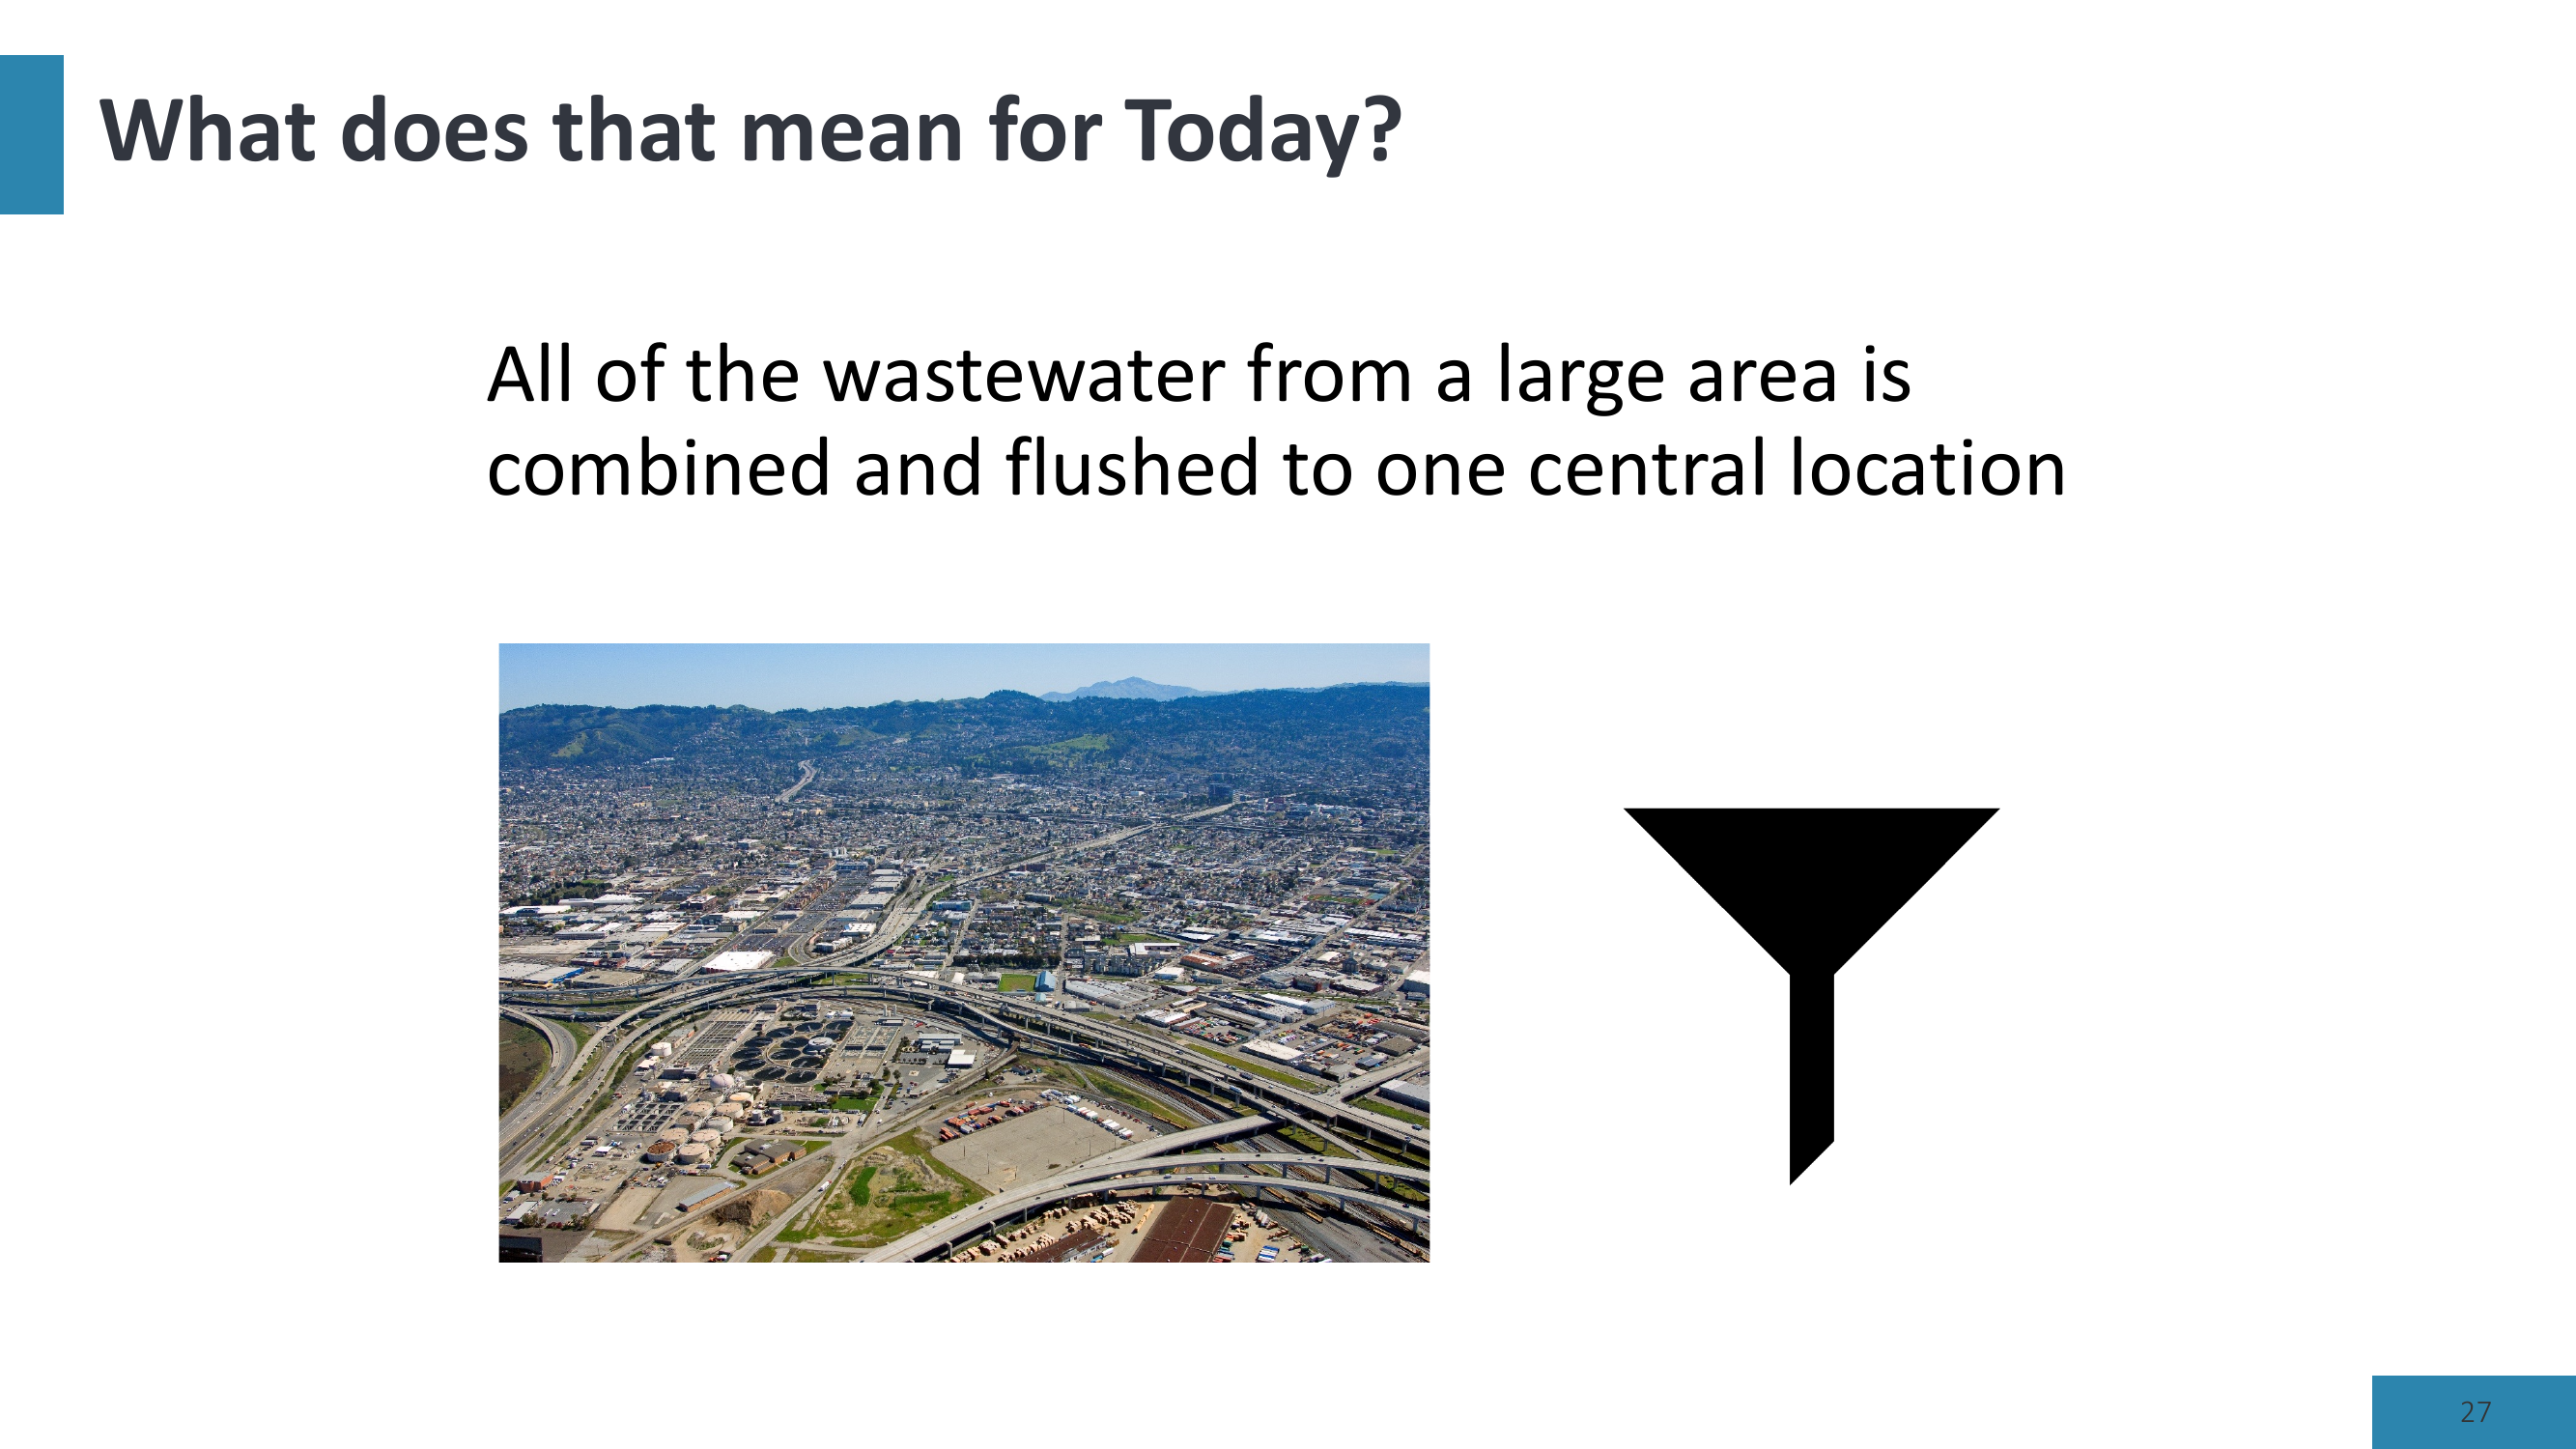 What does that mean for Today?
All of the wastewater from a large area is
combined and flushed to one central location
27